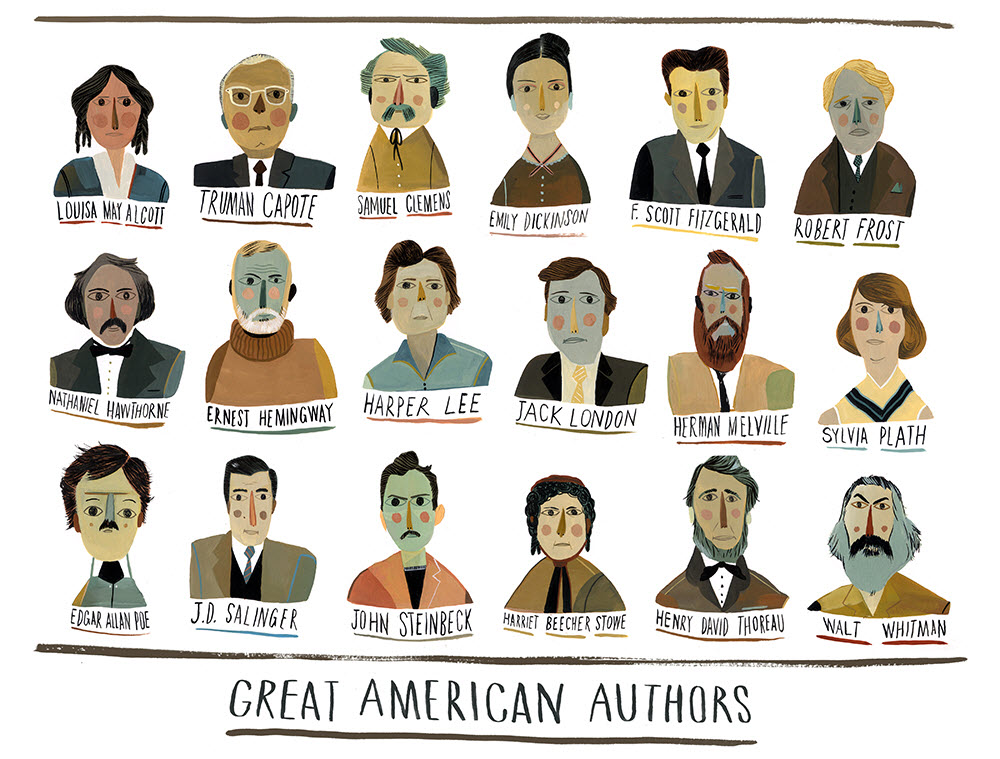 LOUISA MAY ALCOTT
TRUMAN CAPOTE
SAMUEL CLEMENS
EMILY DICKINSON
F. SCOTT FITZGERALD
ROBERT FROST
NATHANIEL HAWTHORNE
ERNEST HEMINGWAY
HARPER LEE
JACK LONDON
HERMAN MELVILLE
SYLVIA PLATH
EDGAR ALLAN POE
J.D. SALINGER
JOHN STEINBECK
HARRIET BEECHER STOWE
HENRY DAVID THOREAU
WALT WHITMAN
GREAT AMERICAN AUTHORS